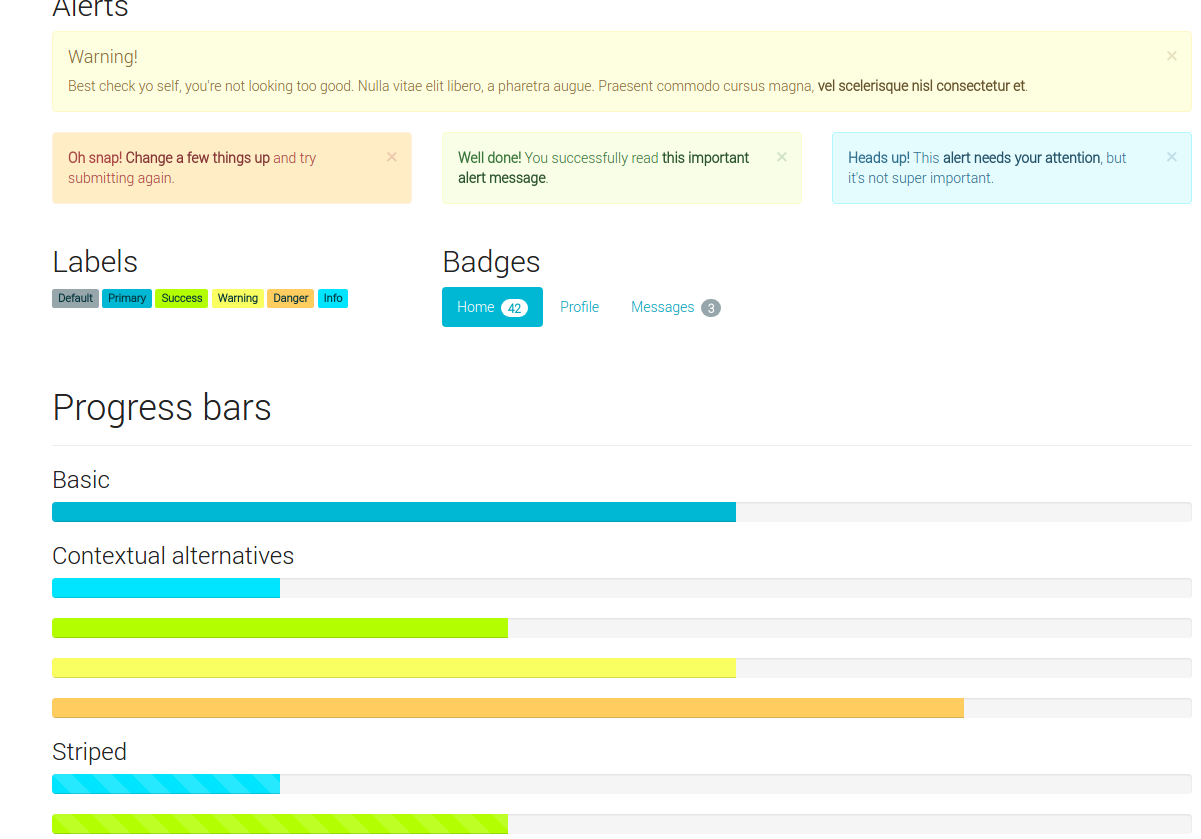 Alerts
Warning!
×
Best check yo self, you're not looking too good. Nulla vitae elit libero, a pharetra augue. Praesent commodo cursus magna, vel scelerisque nisl consectetur et.
Oh snap! Change a few things up and try
submitting again.
×
Well done! You successfully read this important
alert message.
×
Heads up! This alert needs your attention, but
it's not super important.
×
Labels
Default Primary Success Warning Danger Info
Badges
Home 42 Profile Messages 3
Progress bars
Basic
Contextual alternatives
Striped